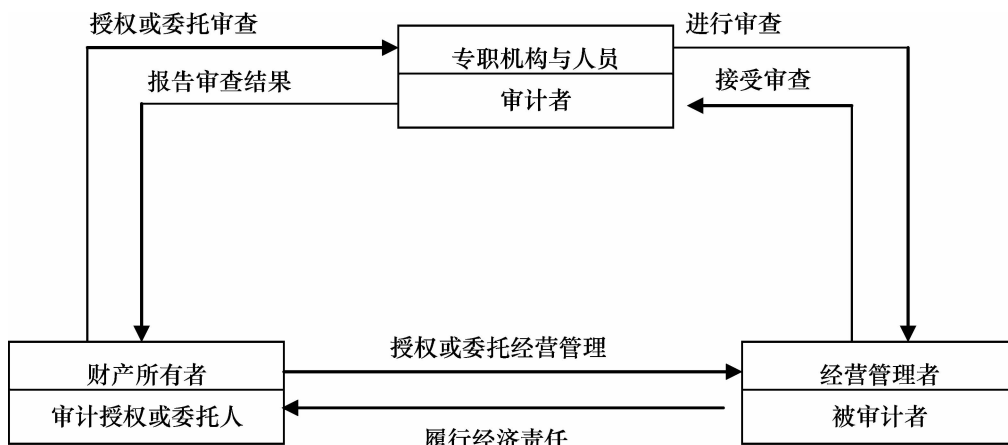 授权或委托审查
进行审查
专职机构与人员
报告审查结果
接受审查
审计者
授权或委托经营管理
财产所有者
经营管理者
审计授权或委托人
被审计者
履行经济责任